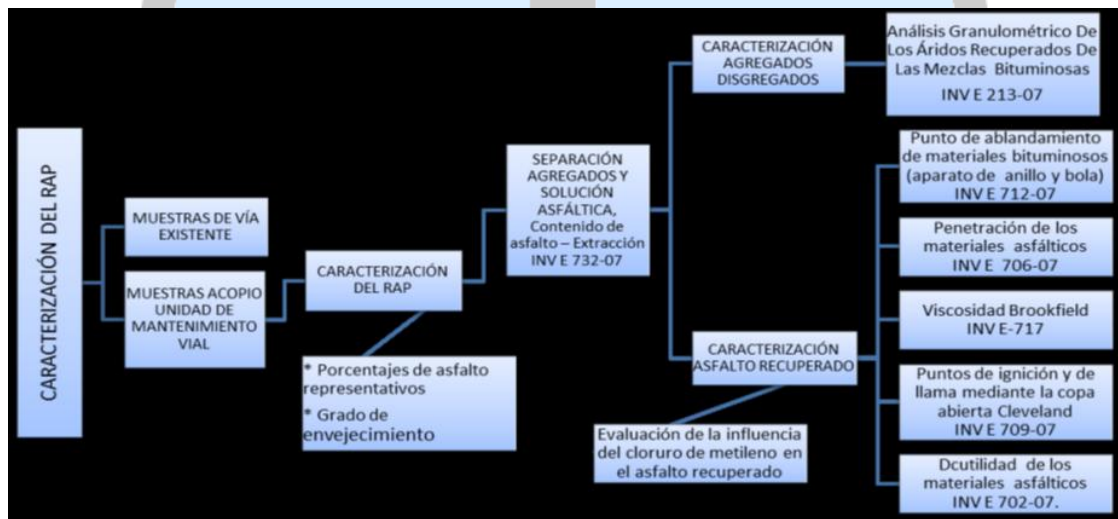 CARACTERIZACIÓN DEL RAP
MUESTRAS DE VÍA
EXISTENTE
MUESTRAS ACOPIO
UNIDAD DE
MANTENIMIENTO
VIAL
CARACTERIZACIÓN
DEL RAP
* Porcentajes de asfalto
representativos
* Grado de
envejecimiento
SEPARACIÓN
AGREGADOS Y
SOLUCIÓN
ASFÁLTICA,
Contenido de
asfalto – Extracción
INV E 732-07
CARACTERIZACIÓN
AGREGADOS
DISGREGADOS
Análisis Granulométrico De
Los Áridos Recuperados De
Las Mezclas Bituminosas
INV E 213-07
CARACTERIZACIÓN
ASFALTO RECUPERADO
Evaluación de la influencia
del cloruro de metileno en
el asfalto recuperado
Punto de ablandamiento
de materiales bituminosos
(aparato de anillo y bola)
INV E 712-07
Penetración de los
materiales asfálticos
INV E 706-07
Viscosidad Brookfield
INV E-717
Puntos de ignición y de
llama mediante la copa
abierta Cleveland
INV E 709-07
Dcutilidad de los
materiales asfálticos
INV E 702-07.